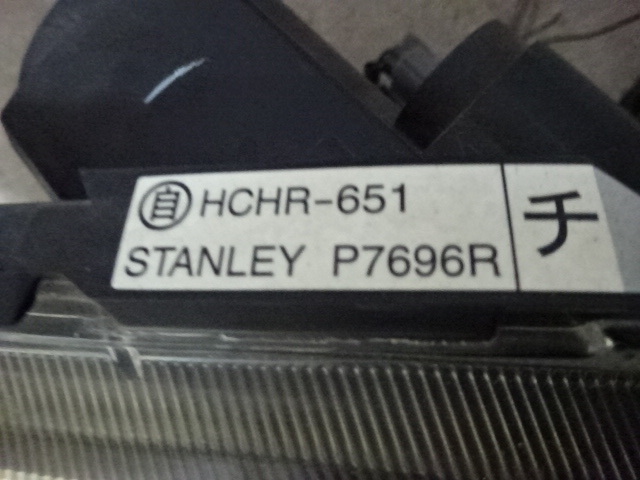 自 HCHR-651
STANLEY P7696R
チ